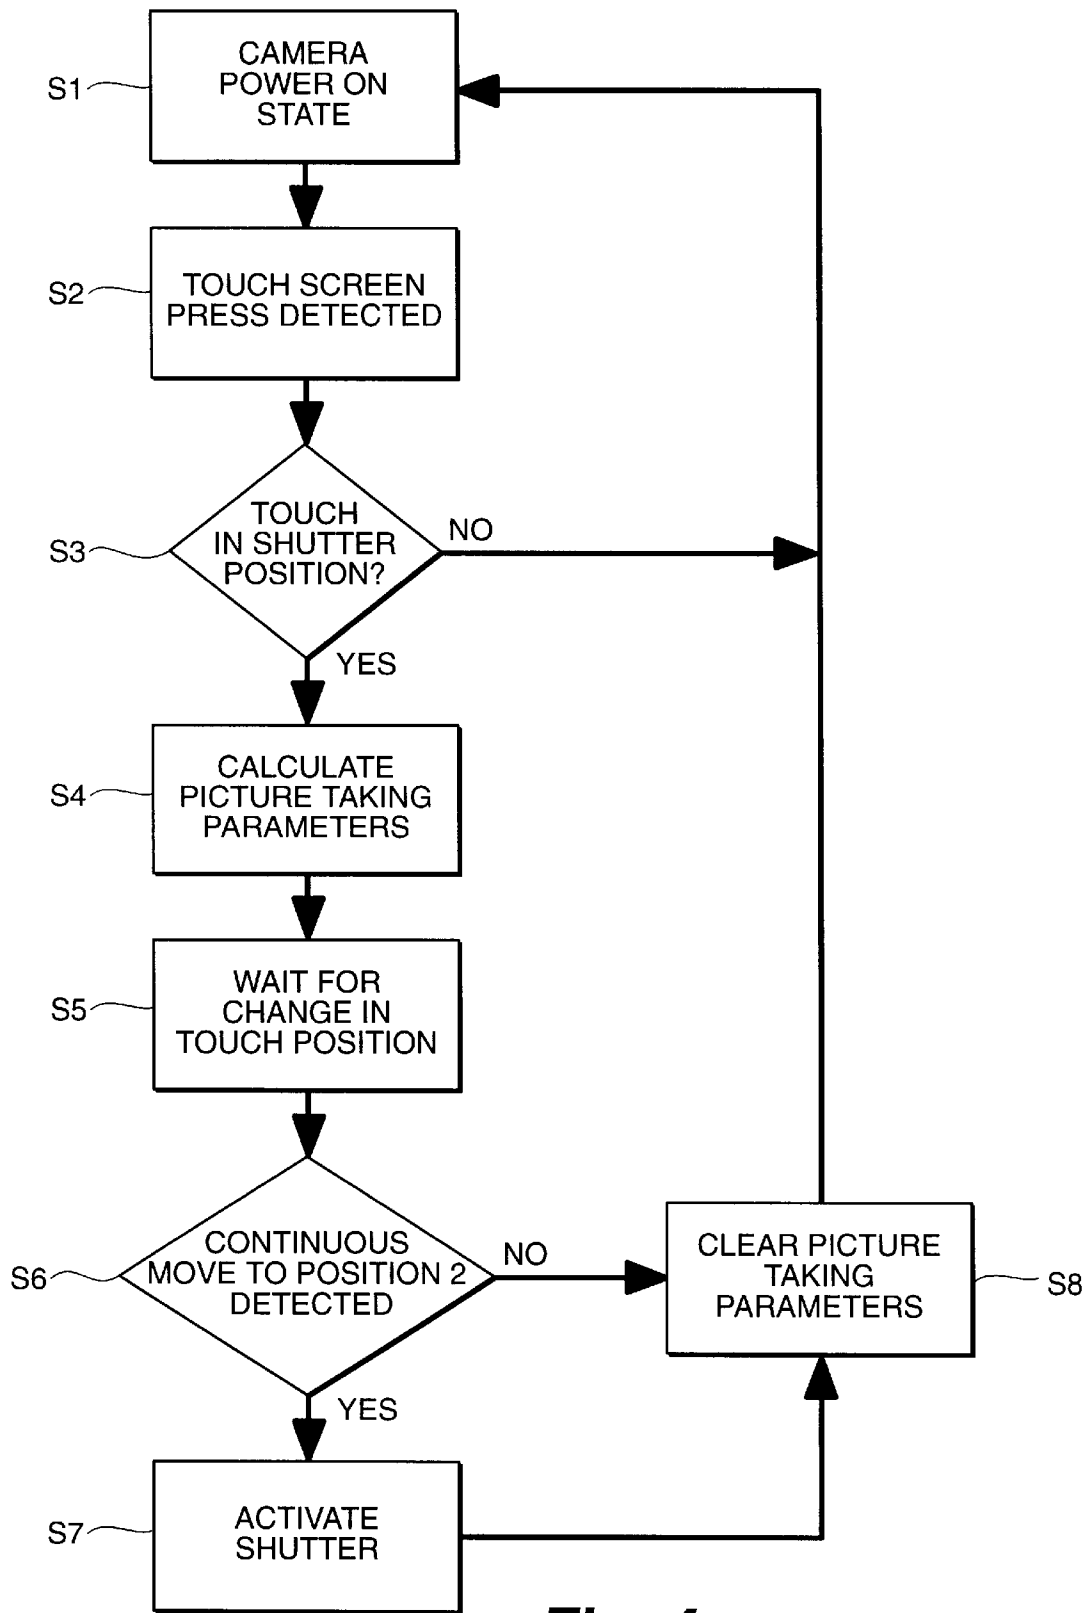 CAMERA
POWER ON
STATE
S1
TOUCH SCREEN
PRESS DETECTED
S2
TOUCH
IN SHUTTER
POSITION?
S3
NO
YES
CALCULATE
PICTURE TAKING
PARAMETERS
S4
WAIT FOR
CHANGE IN
TOUCH POSITION
S5
CONTINUOUS
MOVE TO POSITION 2
DETECTED
S6
NO
YES
CLEAR PICTURE
TAKING
PARAMETERS
S8
ACTIVATE
SHUTTER
S7